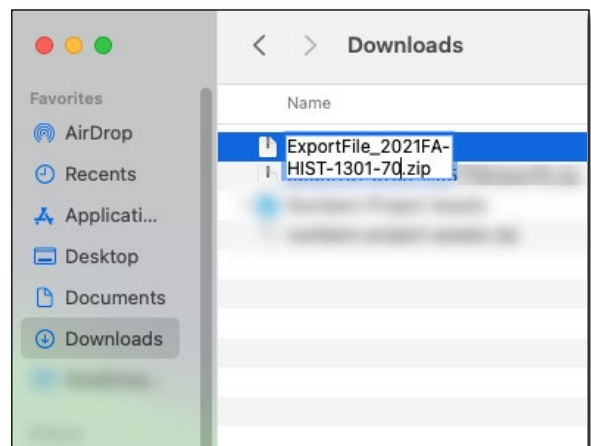 Downloads
Favorites
AirDrop
Recents
Applicati...
Desktop
Documents
Downloads
Name
ExportFile_2021FA-
HIST-1301-70.zip